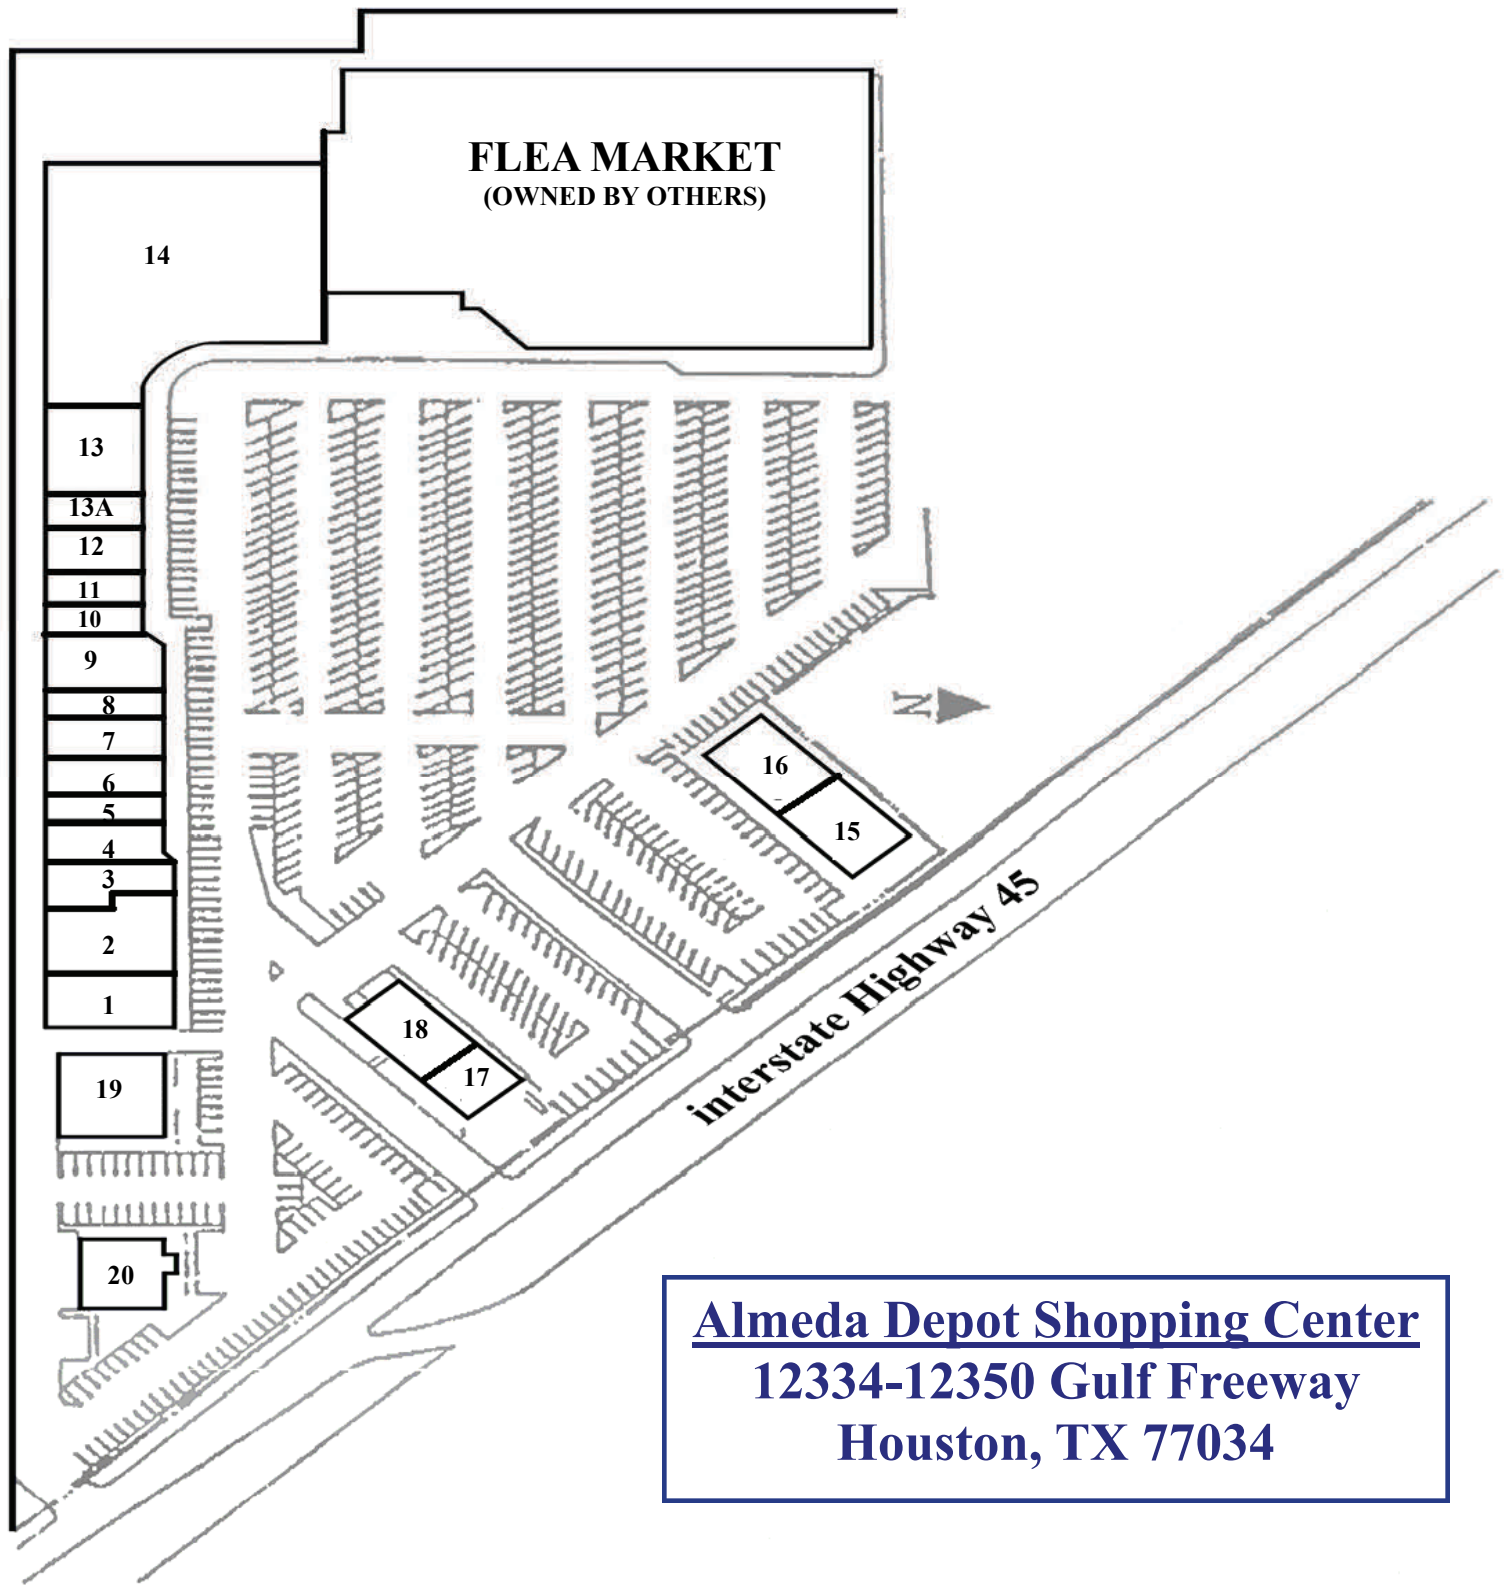 FLEA MARKET
(OWNED BY OTHERS)
14
13
13A
12
11
10
9
8
7
6
5
4
3
2
1
19
20
N
16
15
18
17
interstate Highway 45
Almeda Depot Shopping Center
12334-12350 Gulf Freeway
Houston, TX 77034